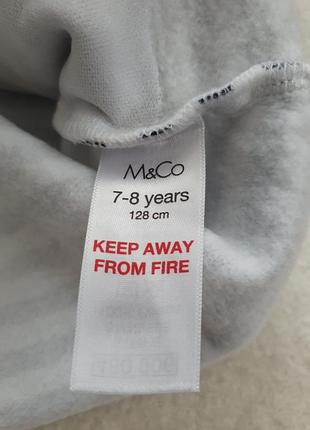 M&Co
7-8 years
128 cm
KEEP AWAY
FROM FIRE